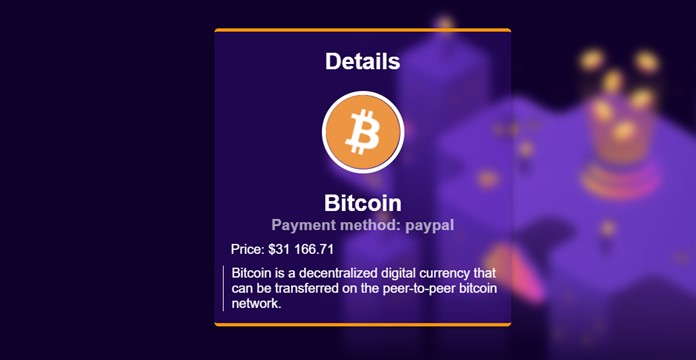 Details
Bitcoin
Payment method: paypal
Price: $31 166.71
Bitcoin is a decentralized digital currency that
can be transferred on the peer-to-peer bitcoin
network.